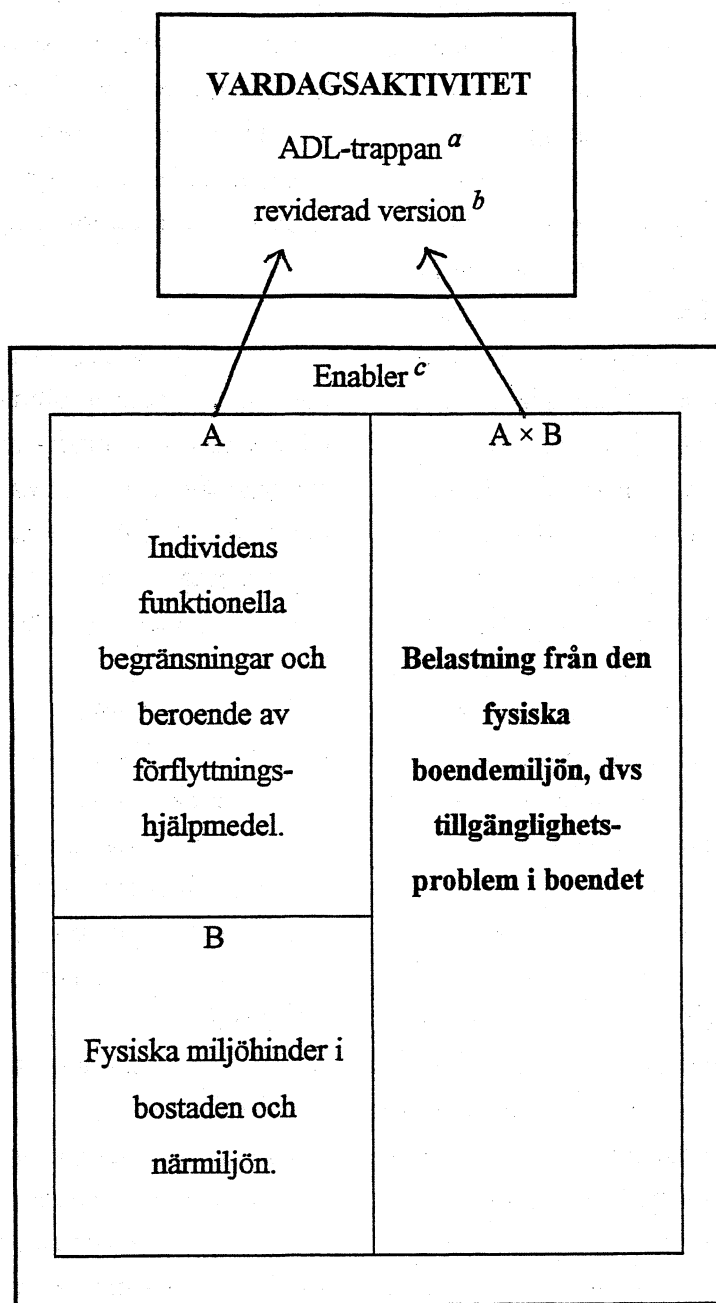 VARDAGSAKTIVITET
ADL-trappan a
reviderad version b
Enabler c
A
Individens
funktionella
begränsningar och
beroende av
förflyttnings-
hjälpmedel.
B
Fysiska miljöhinder i
bostaden och
närmiljön.
A × B
Belastning från den
fysiska
boendemiljön, dvs
tillgänglighets-
problem i boendet